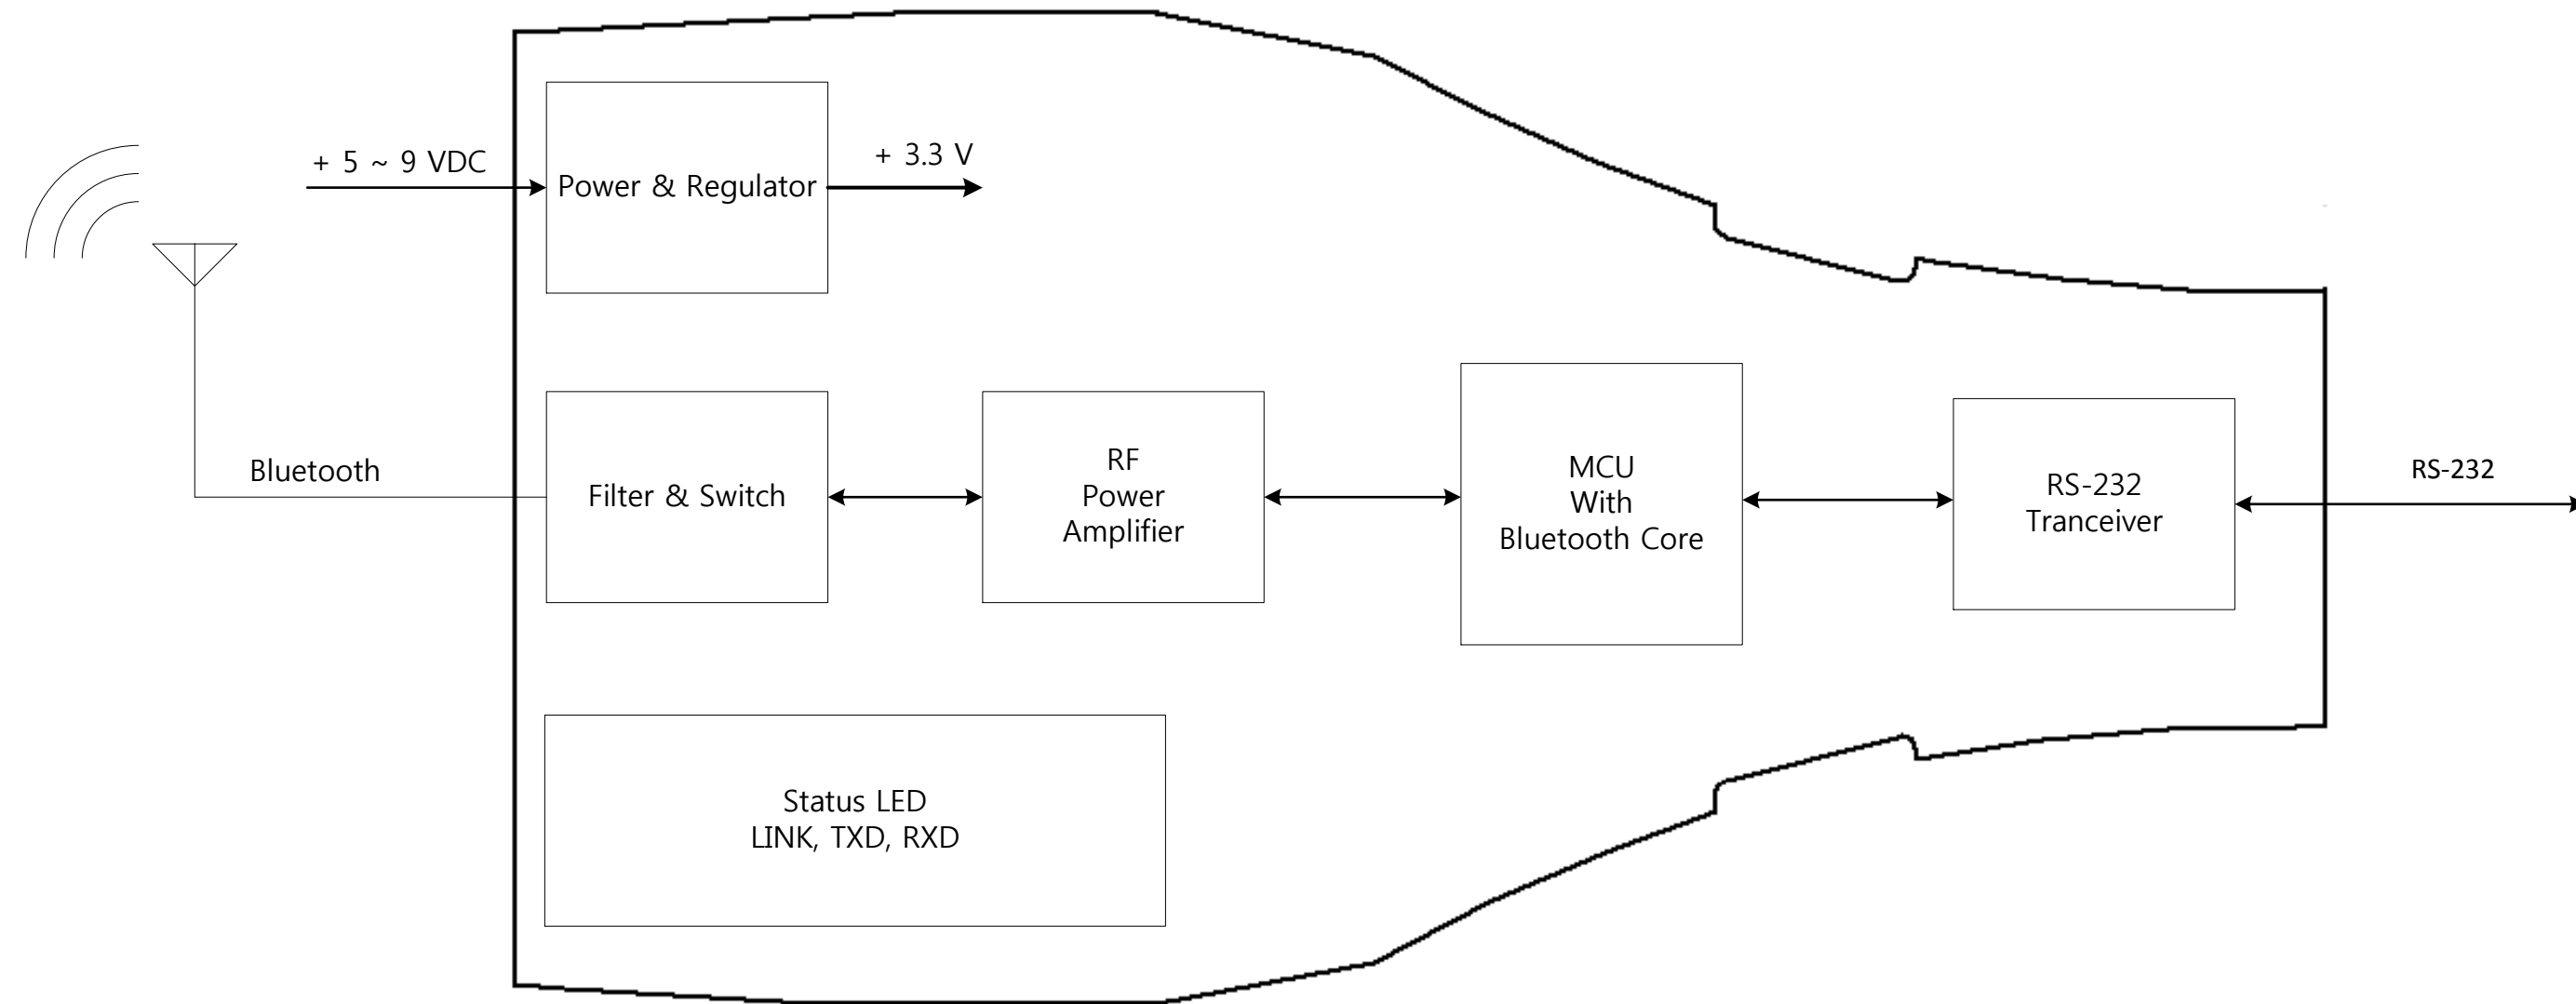 + 5 ~ 9 VDC
+ 3.3 V
Power & Regulator
Bluetooth
Filter & Switch
RF
Power
Amplifier
MCU
With
Bluetooth Core
RS-232
Tranceiver
RS-232
Status LED
LINK, TXD, RXD